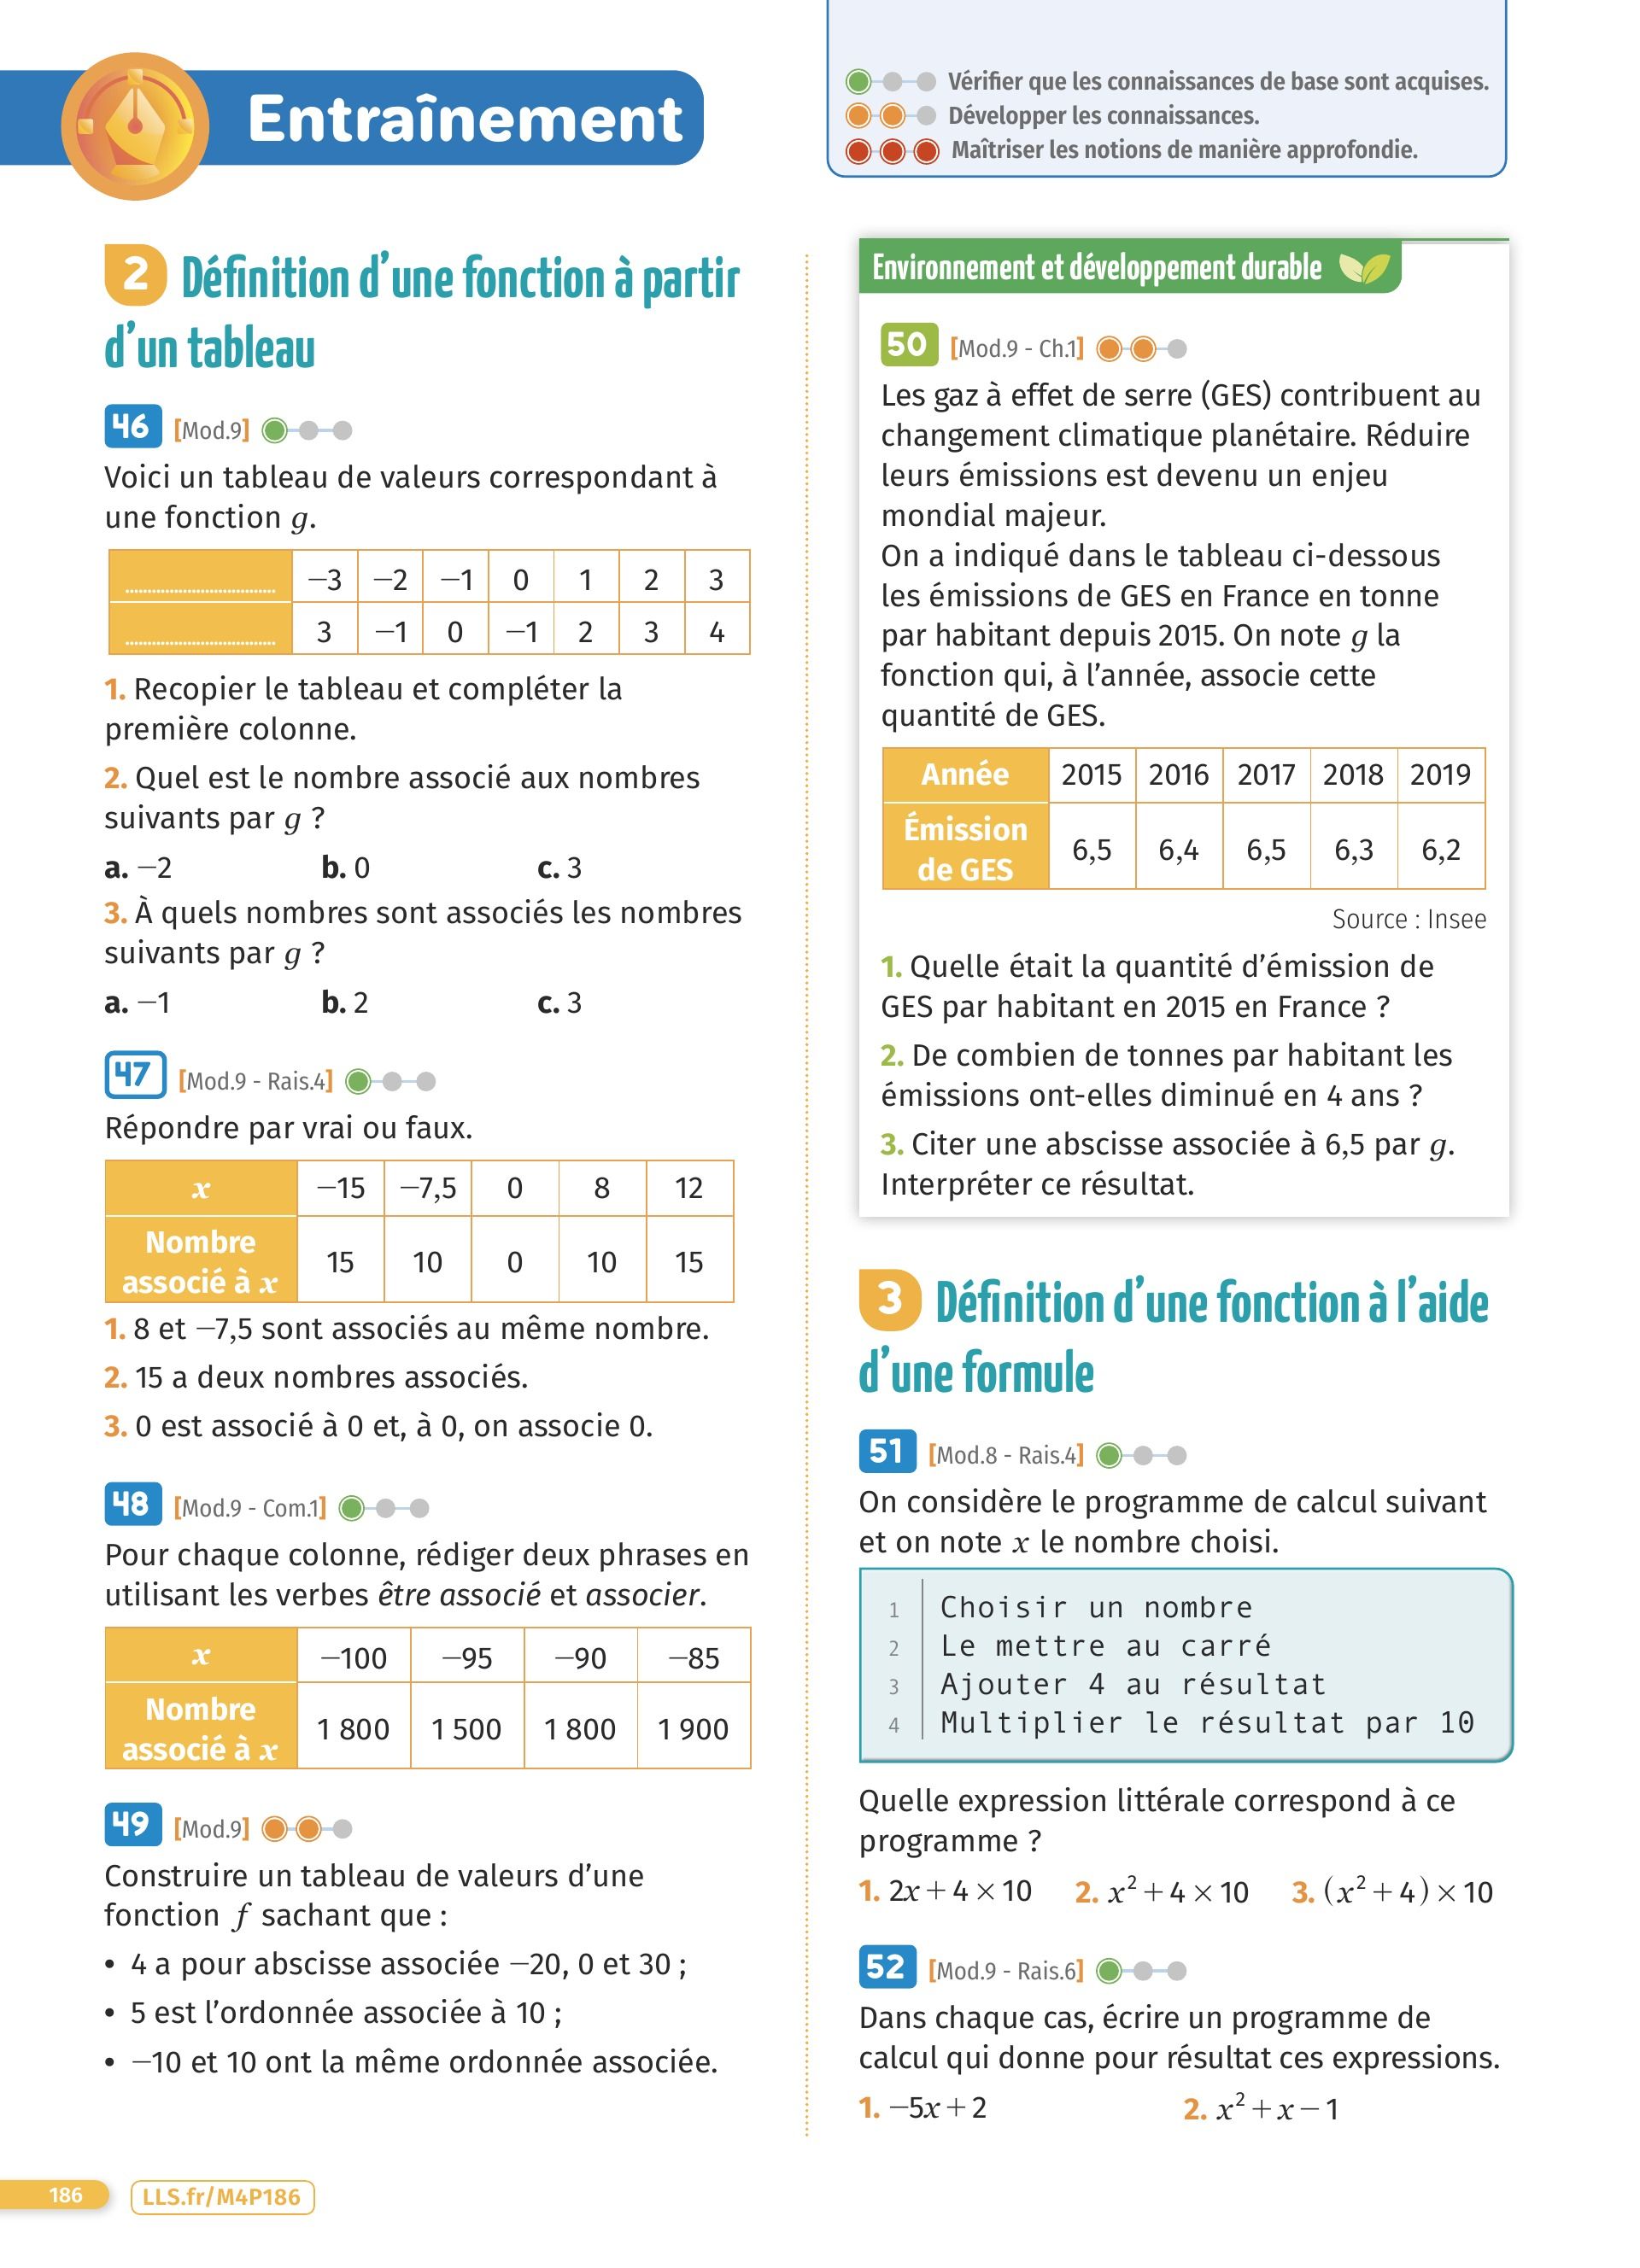 Entraînement
Vérifier que les connaissances de base sont acquises.
Développer les connaissances.
Maîtriser les notions de manière approfondie.
2 Définition d'une fonction à partir
d'un tableau
46 [Mod.9]
Voici un tableau de valeurs correspondant à
une fonction g.
.................................. −3 −2 −1 0 1 2 3
.................................. 3 −1 0 −1 2 3 4
1. Recopier le tableau et compléter la
première colonne.
2. Quel est le nombre associé aux nombres
suivants par g ?
a. −2 b. 0 c. 3
3. À quels nombres sont associés les nombres
suivants par g ?
a. −1 b. 2 c. 3
47 [Mod.9 - Rais.4]
Répondre par vrai ou faux.
x −15 −7,5 0 8 12
Nombre
associé à x 15 10 0 10 15
1. 8 et −7,5 sont associés au même nombre.
2. 15 a deux nombres associés.
3. 0 est associé à 0 et, à 0, on associe 0.
48 [Mod.9 - Com.1]
Pour chaque colonne, rédiger deux phrases en
utilisant les verbes être associé et associer.
x −100 −95 −90 −85
Nombre
associé à x 1 800 1 500 1 800 1 900
49 [Mod.9]
Construire un tableau de valeurs d'une
fonction f sachant que :
• 4 a pour abscisse associée −20, 0 et 30 ;
• 5 est l'ordonnée associée à 10 ;
• −10 et 10 ont la même ordonnée associée.
Environnement et développement durable
50 [Mod.9 - Ch.1]
Les gaz à effet de serre (GES) contribuent au
changement climatique planétaire. Réduire
leurs émissions est devenu un enjeu
mondial majeur.
On a indiqué dans le tableau ci-dessous
les émissions de GES en France en tonne
par habitant depuis 2015. On note g la
fonction qui, à l'année, associe cette
quantité de GES.
Année 2015 2016 2017 2018 2019
Émission
de GES 6,5 6,4 6,5 6,3 6,2
Source : Insee
1. Quelle était la quantité d'émission de
GES par habitant en 2015 en France ?
2. De combien de tonnes par habitant les
émissions ont-elles diminué en 4 ans ?
3. Citer une abscisse associée à 6,5 par g.
Interpréter ce résultat.
3 Définition d'une fonction à l'aide
d'une formule
51 [Mod.8 - Rais.4]
On considère le programme de calcul suivant
et on note x le nombre choisi.
1 Choisir un nombre
2 Le mettre au carré
3 Ajouter 4 au résultat
4 Multiplier le résultat par 10
Quelle expression littérale correspond à ce
programme ?
1. 2x + 4 × 10 2. x² + 4 × 10 3. (x² + 4) × 10
52 [Mod.9 - Rais.6]
Dans chaque cas, écrire un programme de
calcul qui donne pour résultat ces expressions.
1. −5x + 2 2. x² + x − 1
186
LLS.fr/M4P186